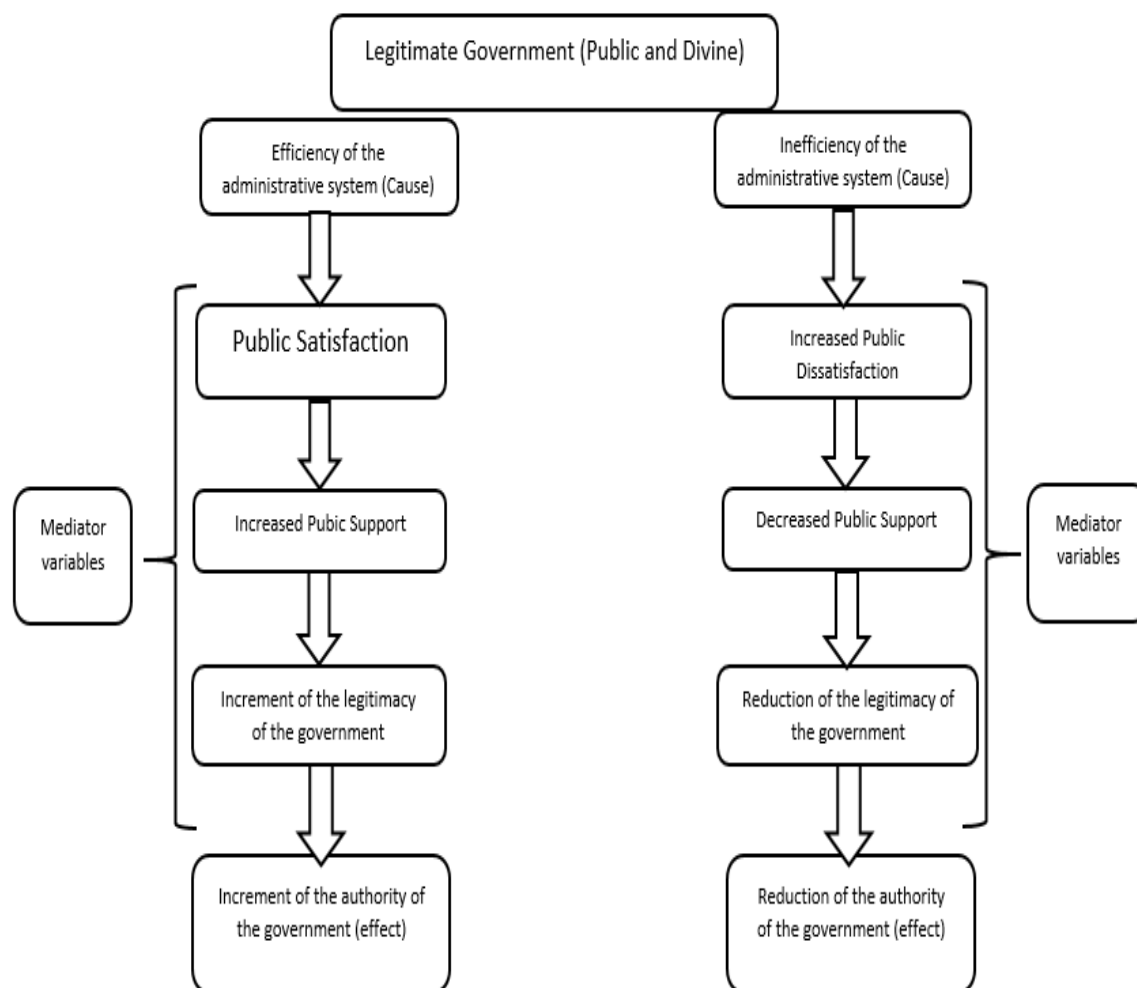 Legitimate Government (Public and Divine)
Efficiency of the
administrative system (Cause)
Inefficiency of the
administrative system (Cause)
Public Satisfaction
Increased Public
Dissatisfaction
Mediator
variables
Increased Pubic Support
Decreased Public Support
Mediator
variables
Increment of the legitimacy
of the government
Reduction of the legitimacy of
the government
Increment of the authority of
the government (effect)
Reduction of the authority
of the government (effect)